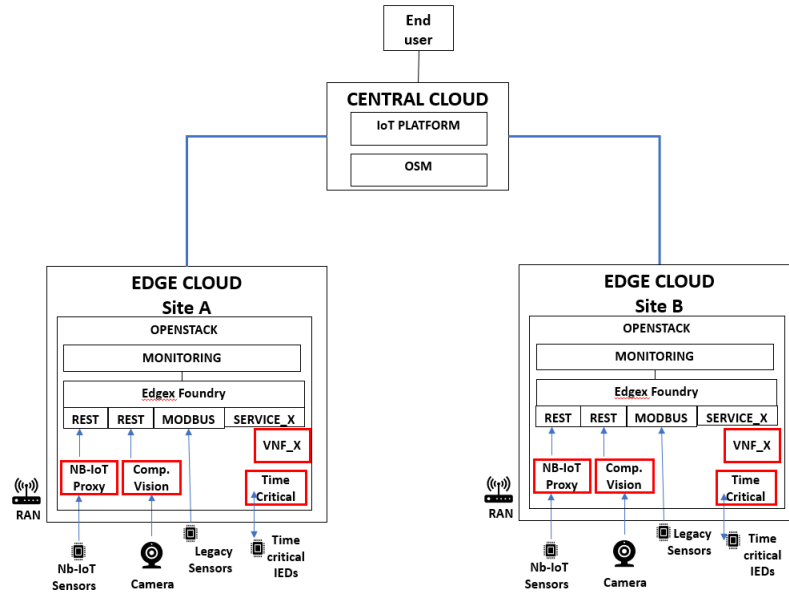 End
user
CENTRAL CLOUD
IoT PLATFORM
OSM
EDGE CLOUD
Site A
OPENSTACK
MONITORING
Edgex Foundry
REST REST MODBUS SERVICE_X
VNF_X
NB-IoT
Proxy
Comp.
Vision
Time
Critical
RAN
Nb-IoT
Sensors
Camera
Legacy
Sensors
Time
critical
IEDs
EDGE CLOUD
Site B
OPENSTACK
MONITORING
Edgex Foundry
REST REST MODBUS SERVICE_X
VNF_X
NB-IoT
Proxy
Comp.
Vision
Time
Critical
RAN
Nb-IoT
Sensors
Camera
Legacy
Sensors
Time
critical
IEDs